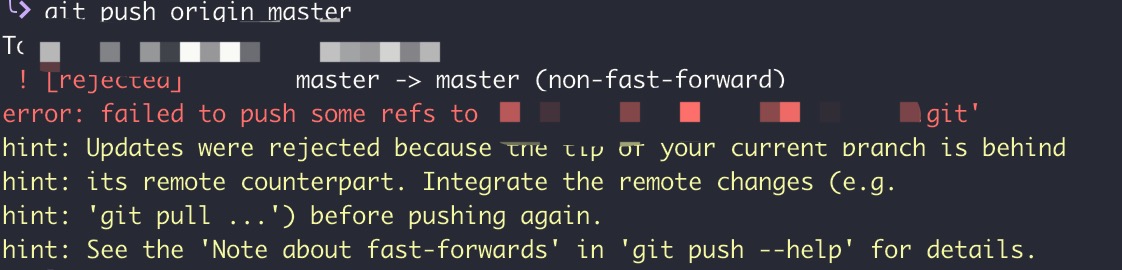 git push origin master
To
! [rejected] master -> master (non-fast-forward)
error: failed to push some refs to git'
hint: Updates were rejected because the tip of your current branch is behind
hint: its remote counterpart. Integrate the remote changes (e.g.
hint: 'git pull ...') before pushing again.
hint: See the 'Note about fast-forwards' in 'git push --help' for details.